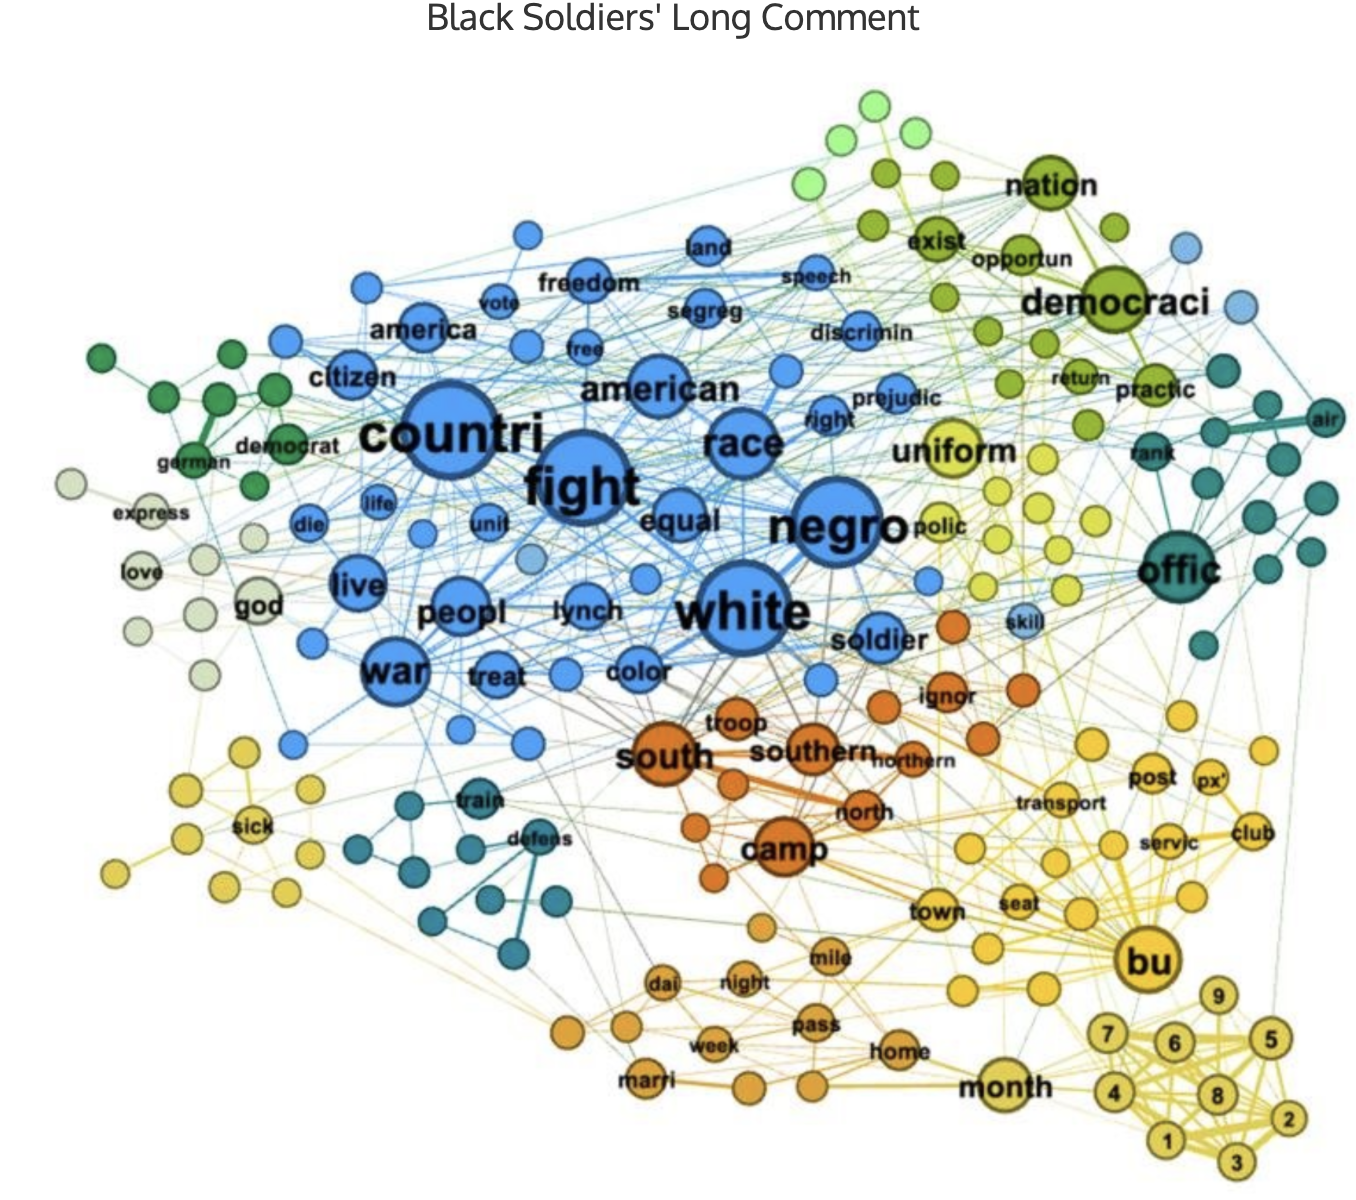 Black Soldiers' Long Comment
nation
exist
opportun
land
freedom
speech
vote
segreg
democraci
america
discrimin
free
citizen
american
return
practic
prejudic
right
air
countri
race
democrat
german
uniform
rank
fight
life
express
die
unit
equal
negro
polic
love
live
offic
god
peopl
lynch
white
skill
soldier
war
treat
color
ignor
troop
south
southern
northern
post
px'
train
transport
north
sick
defens
camp
servic
club
town
seat
mile
bu
dai
night
9
pass
7
6
5
week
home
marri
month
4
8
2
1
3